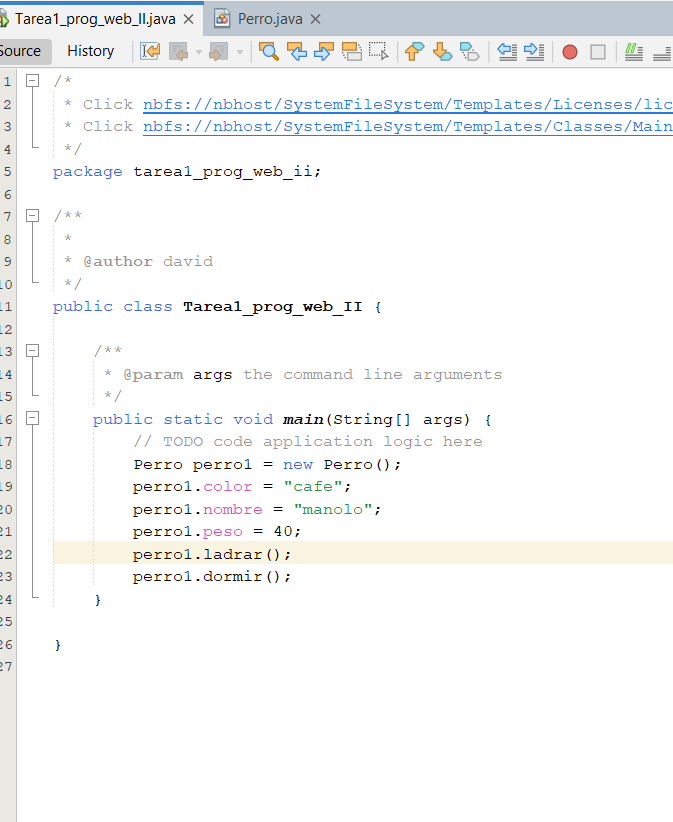 Tarea1_prog_web_II.java Perro.java
Source History
1 /*
2 * Click nbfs://nbhost/SystemFileSystem/Templates/Licenses/lic
3 * Click nbfs://nbhost/SystemFileSystem/Templates/Classes/Main
4 */
5 package tarea1_prog_web_ii;
6
7 /**
8 *
9 * @author david
10 */
11 public class Tarea1_prog_web_II {
12
13 /**
14 * @param args the command line arguments
15 */
16 public static void main(String[] args) {
17 // TODO code application logic here
18 Perro perro1 = new Perro();
19 perro1.color = "cafe";
20 perro1.nombre = "manolo";
21 perro1.peso = 40;
22 perro1.ladrar();
23 perro1.dormir();
24 }
25
26 }
27